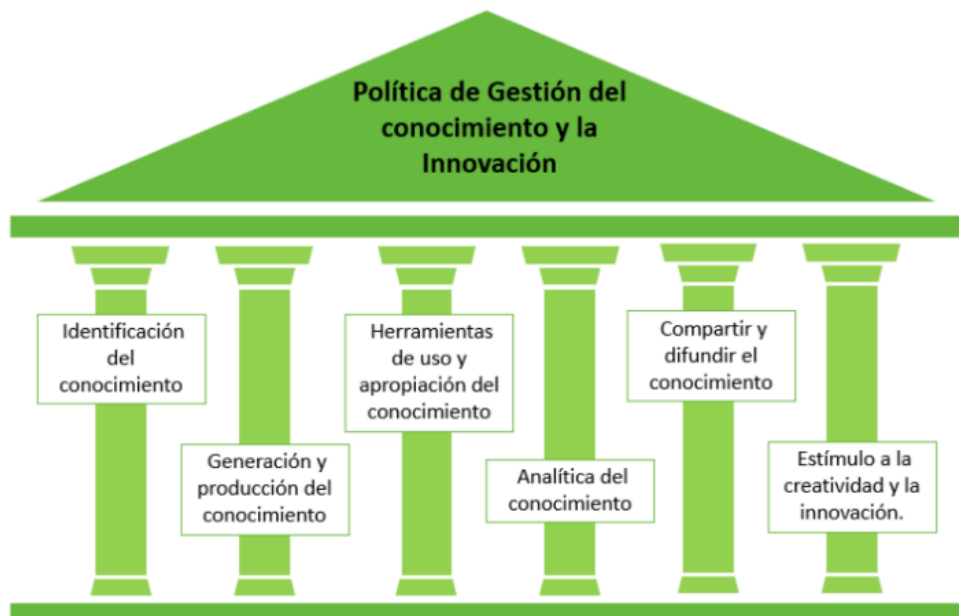 Política de Gestión del
conocimiento y la
Innovación
Identificación
del
conocimiento
Generación y
producción del
conocimiento
Herramientas
de uso y
apropiación del
conocimiento
Analítica del
conocimiento
Compartir y
difundir el
conocimiento
Estímulo a la
creatividad y la
innovación.